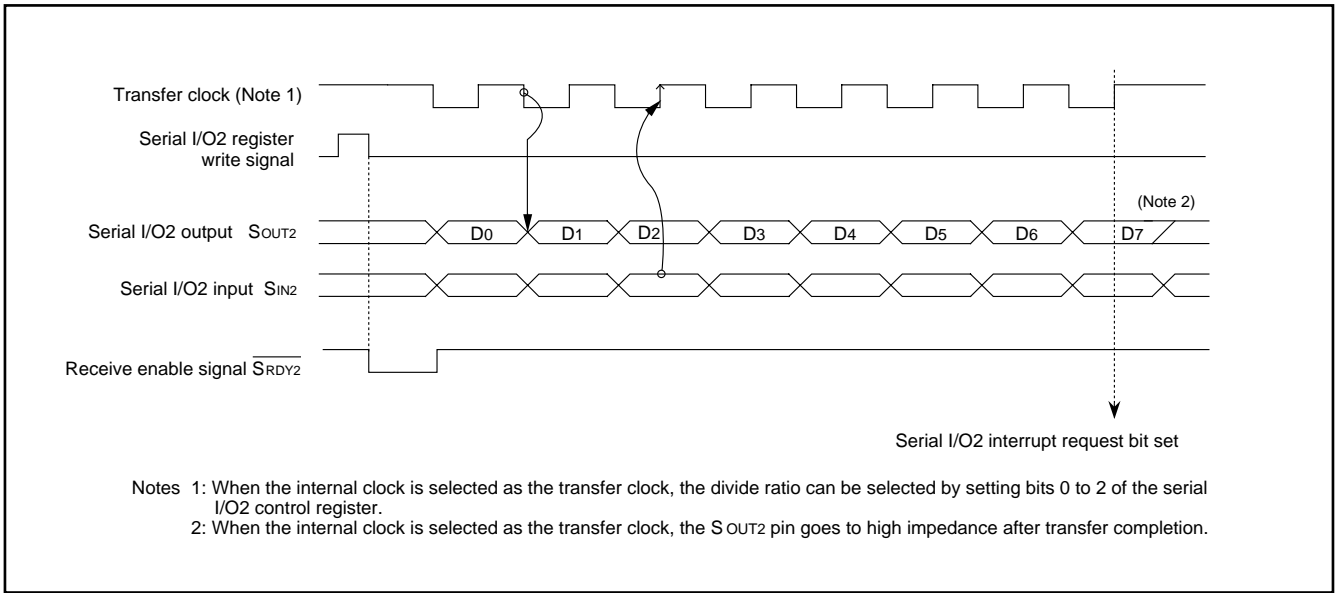 Transfer clock (Note 1)
Serial I/O2 register
write signal
(Note 2)
Serial I/O2 output SOUT2
D0 D1 D2 D3 D4 D5 D6 D7
Serial I/O2 input SIN2
Receive enable signal SRDY2
Serial I/O2 interrupt request bit set
Notes 1: When the internal clock is selected as the transfer clock, the divide ratio can be selected by setting bits 0 to 2 of the serial
I/O2 control register.
2: When the internal clock is selected as the transfer clock, the S OUT2 pin goes to high impedance after transfer completion.